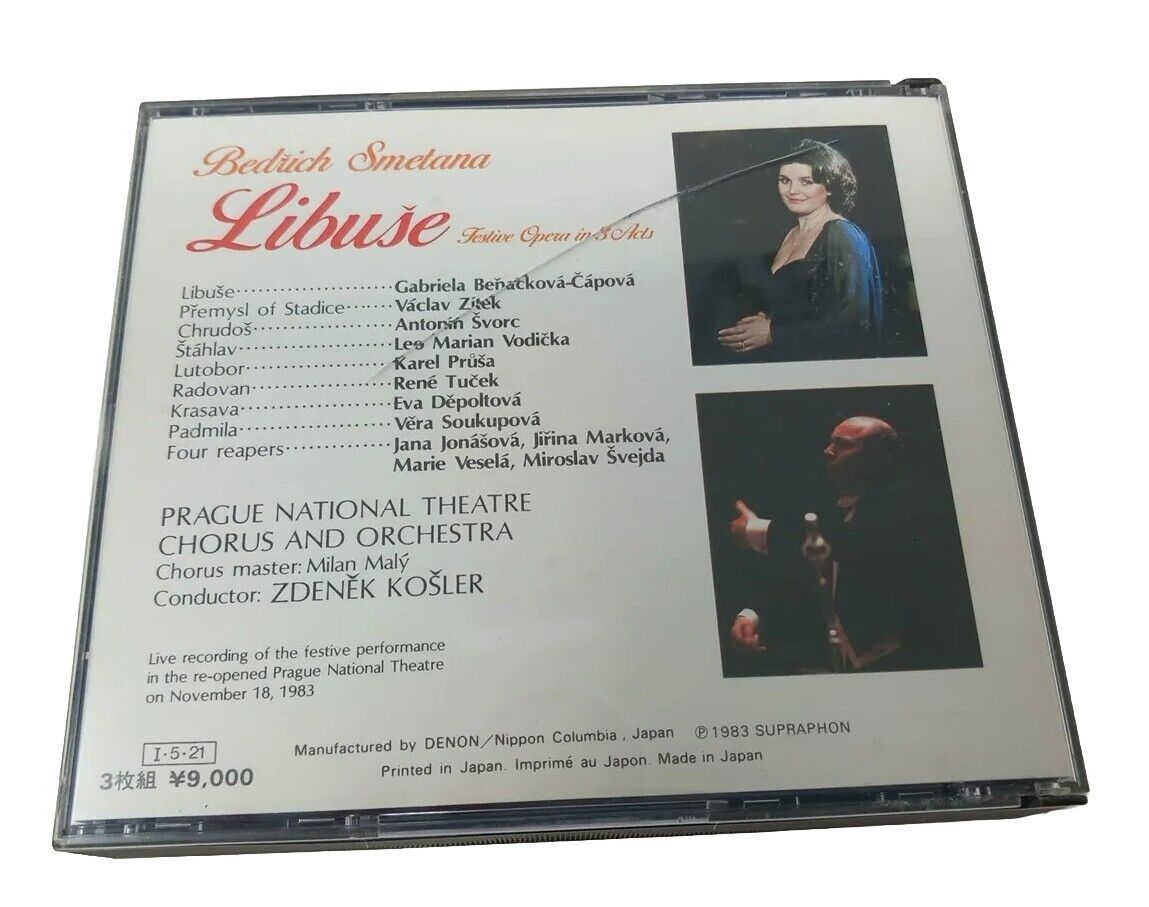 Bedřich Smetana
Libuše Festive Opera in 3 Acts
Libuše······················Gabriela Beňačková-Čápová
Přemysl of Stadice······Václav Zítek
Chrudoš···················Antonín Švorc
Štáhlav····················Leo Marian Vodička
Lutobor····················Karel Průša
Radovan···················René Tuček
Krasava····················Eva Děpoltová
Padmila····················Věra Soukupová
Four reapers··············Jana Jonášová, Jiřina Marková,
Marie Veselá, Miroslav Švejda
PRAGUE NATIONAL THEATRE
CHORUS AND ORCHESTRA
Chorus master: Milan Malý
Conductor: ZDENĚK KOŠLER
Live recording of the festive performance
in the re-opened Prague National Theatre
on November 18, 1983
I·5·21
3枚組 ¥9,000
Manufactured by DENON/Nippon Columbia, Japan ℗1983 SUPRAPHON
Printed in Japan. Imprimé au Japon. Made in Japan